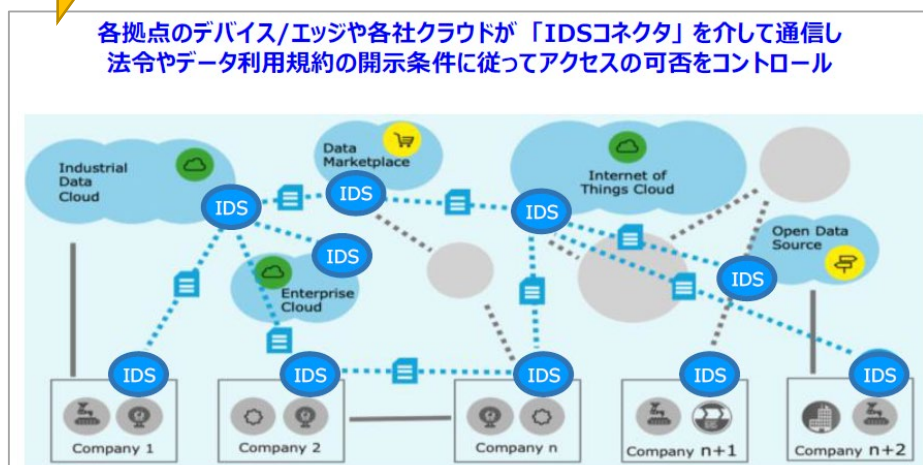 各拠点のデバイス/エッジや各社クラウドが「IDSコネクタ」を介して通信し
法令やデータ利用規約の開示条件に従ってアクセスの可否をコントロール
Industrial
Data
Cloud
Data
Marketplace
Internet of
Things Cloud
Open Data
Source
Enterprise
Cloud
IDS
IDS
IDS
IDS
IDS
IDS
IDS
IDS
IDS
IDS
Company 1
Company 2
Company n
Company n+1
Company n+2